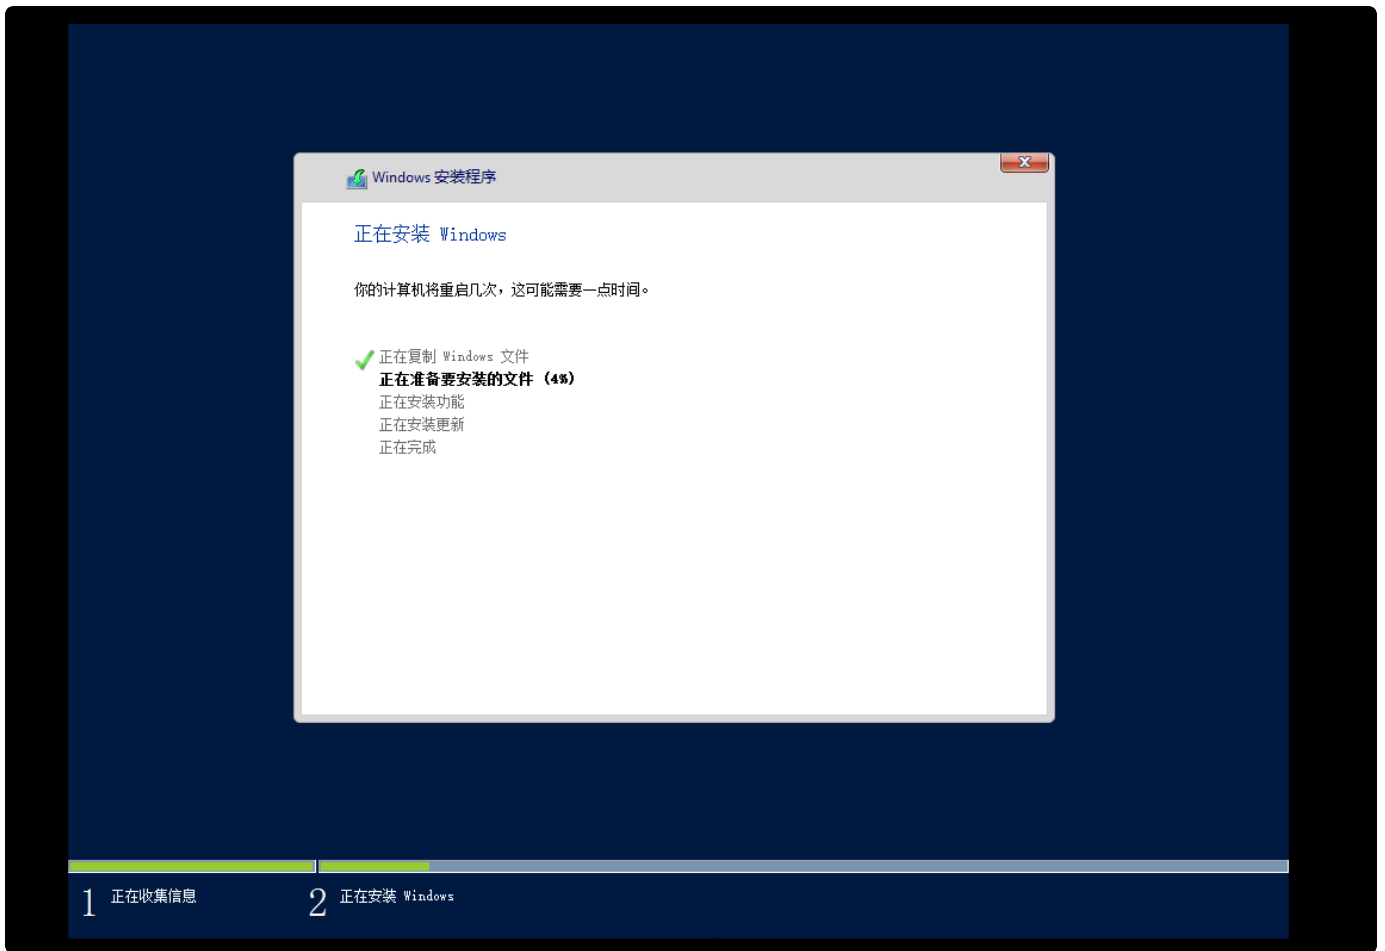 Windows 安装程序
正在安装 Windows
你的计算机将重启几次，这可能需要一点时间。
正在复制 Windows 文件
正在准备要安装的文件 (4%)
正在安装功能
正在安装更新
正在完成
1 正在收集信息
2 正在安装 Windows